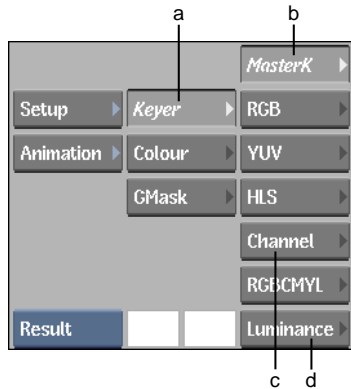 a b
MasterK
Setup Keyer RGB
Animation Colour YUV
GMask HLS
Channel
RGBCMYL
Result Luminance
c d